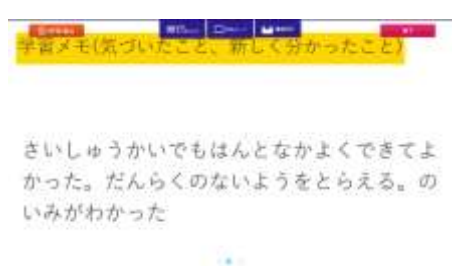 学習メモ(気づいたこと、新しく分かったこと)
さいしゅうかいでもはんとなかよくできてよ
かった。だんらくのないようをとらえる。の
いみがわかった